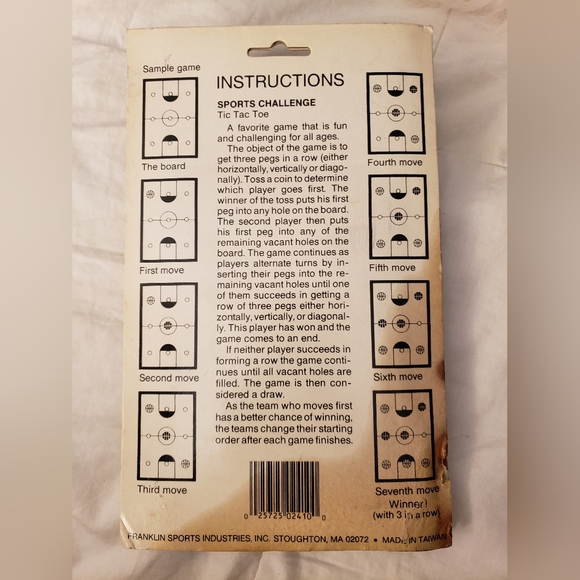 Sample game
The board
First move
Second move
Third move
INSTRUCTIONS
SPORTS CHALLENGE
Tic Tac Toe
A favorite game that is fun
and challenging for all ages.
The object of the game is to
get three pegs in a row (either
horizontally, vertically or diago-
nally). Toss a coin to determine
which player goes first. The
winner of the toss puts his first
peg into any hole on the board.
The second player then puts
his first peg into any of the
remaining vacant holes on the
board. The game continues as
players alternate turns by in-
serting their pegs into the re-
maining vacant holes until one
of them succeeds in getting a
row of three pegs either hori-
zontally, vertically, or diagonal-
ly. This player has won and the
game comes to an end.
If neither player succeeds in
forming a row the game conti-
nues until all vacant holes are
filled. The game is then con-
sidered a draw.
As the team who moves first
has a better chance of winning,
the teams change their starting
order after each game finishes.
Fourth move
Fifth move
Sixth move
Seventh move
Winner!
(with 3 in a row)
0 25725 02410 0
FRANKLIN SPORTS INDUSTRIES, INC. STOUGHTON, MA 02072 • MADE IN TAIWAN